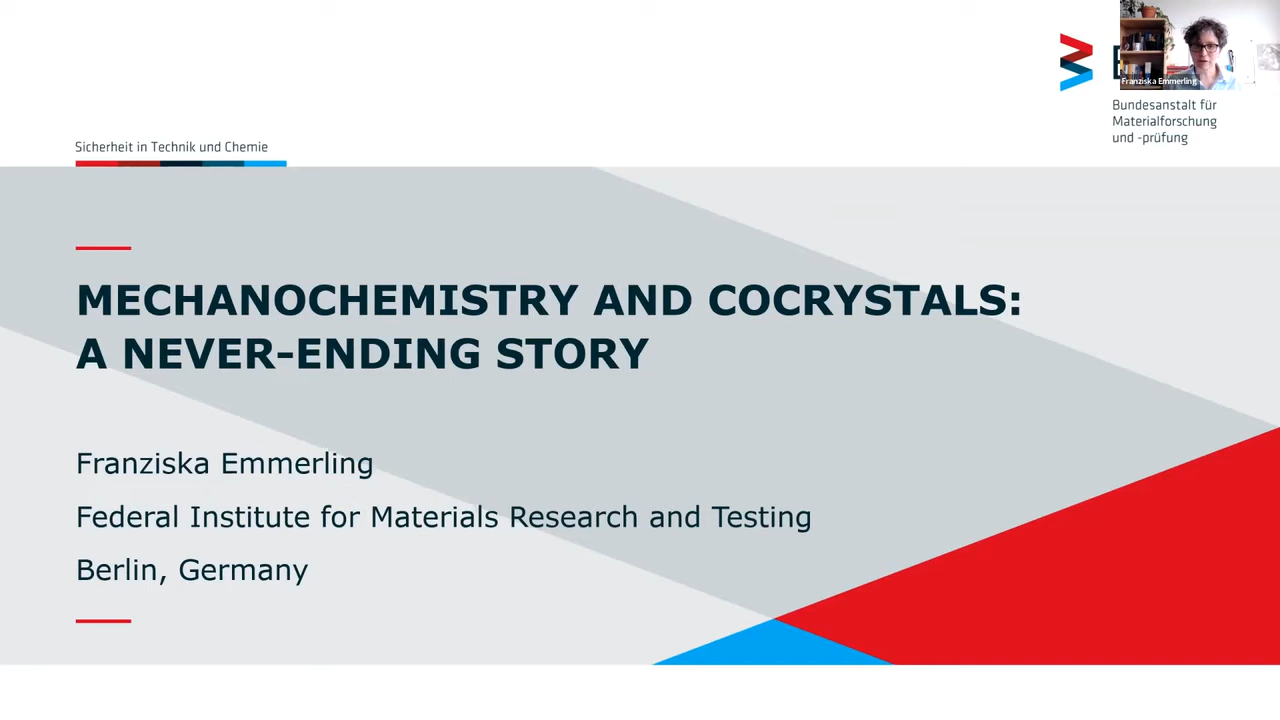 Franziska Emmerling
Bundesanstalt für
Materialforschung
und -prüfung
Sicherheit in Technik und Chemie
MECHANOCHEMISTRY AND COCRYSTALS:
A NEVER-ENDING STORY
Franziska Emmerling
Federal Institute for Materials Research and Testing
Berlin, Germany